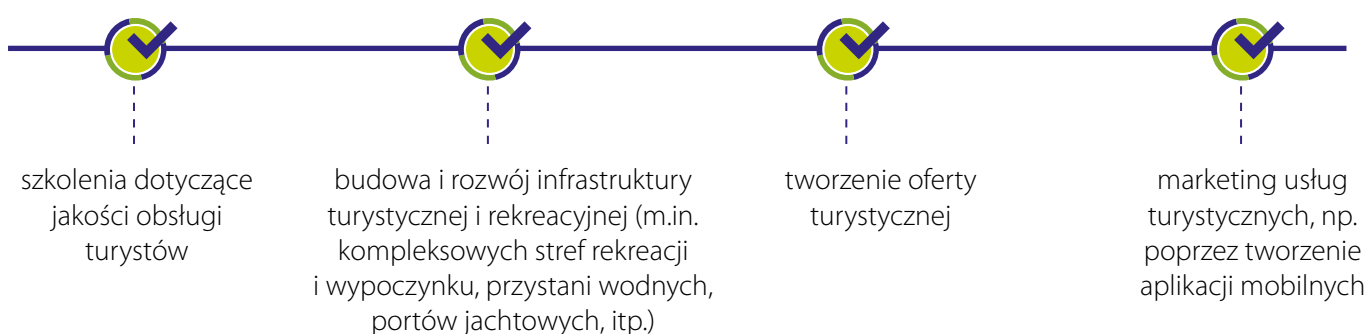 szkolenia dotyczące
jakości obsługi
turystów
budowa i rozwój infrastruktury
turystycznej i rekreacyjnej (m.in.
kompleksowych stref rekreacji
i wypoczynku, przystani wodnych,
portów jachtowych, itp.)
tworzenie oferty
turystycznej
marketing usług
turystycznych, np.
poprzez tworzenie
aplikacji mobilnych